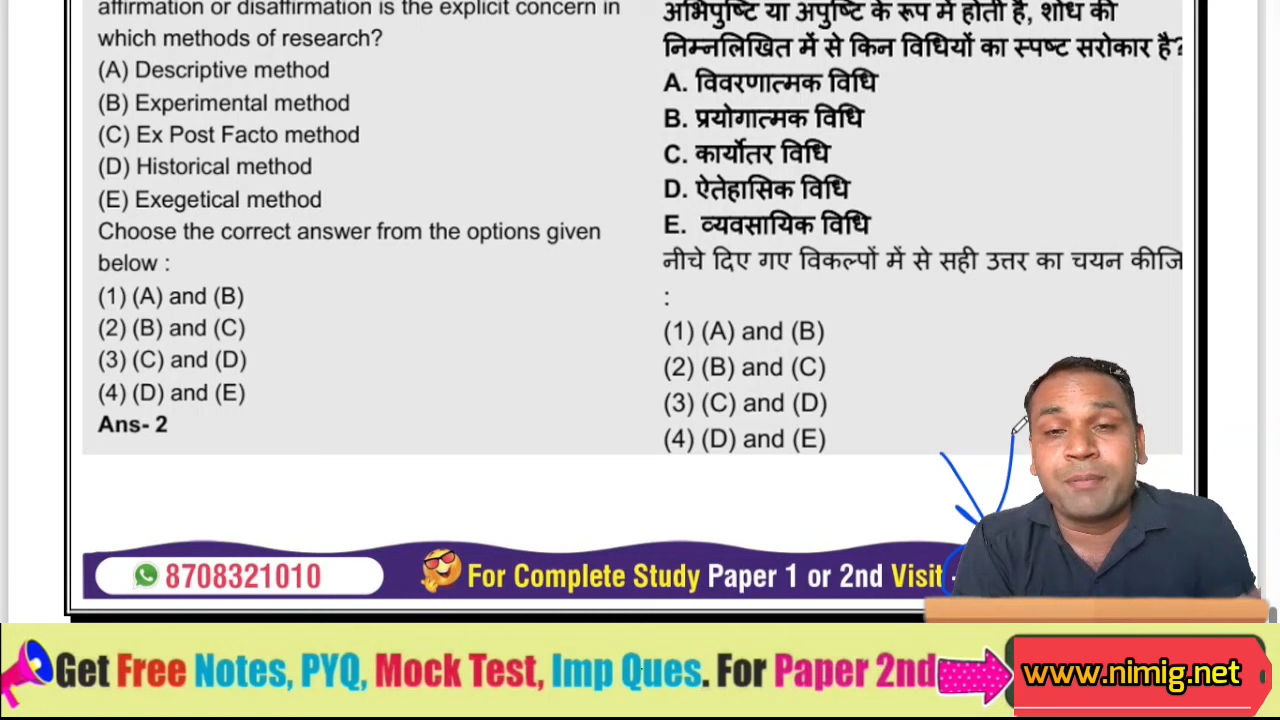 affirmation or disaffirmation is the explicit concern in
which methods of research?
(A) Descriptive method
(B) Experimental method
(C) Ex Post Facto method
(D) Historical method
(E) Exegetical method
Choose the correct answer from the options given
below :
(1) (A) and (B)
(2) (B) and (C)
(3) (C) and (D)
(4) (D) and (E)
Ans- 2
अभिपुष्टि या अपुष्टि के रूप में होती है, शोध की
निम्नलिखित में से किन विधियों का स्पष्ट सरोकार है?
A. विवरणात्मक विधि
B. प्रयोगात्मक विधि
C. कार्योतर विधि
D. ऐतेहासिक विधि
E. व्यवसायिक विधि
नीचे दिए गए विकल्पों में से सही उत्तर का चयन कीजि
:
(1) (A) and (B)
(2) (B) and (C)
(3) (C) and (D)
(4) (D) and (E)
8708321010
For Complete Study Paper 1 or 2nd Visit -
Get Free Notes, PYQ, Mock Test, Imp Ques. For Paper 2nd
www.nimig.net